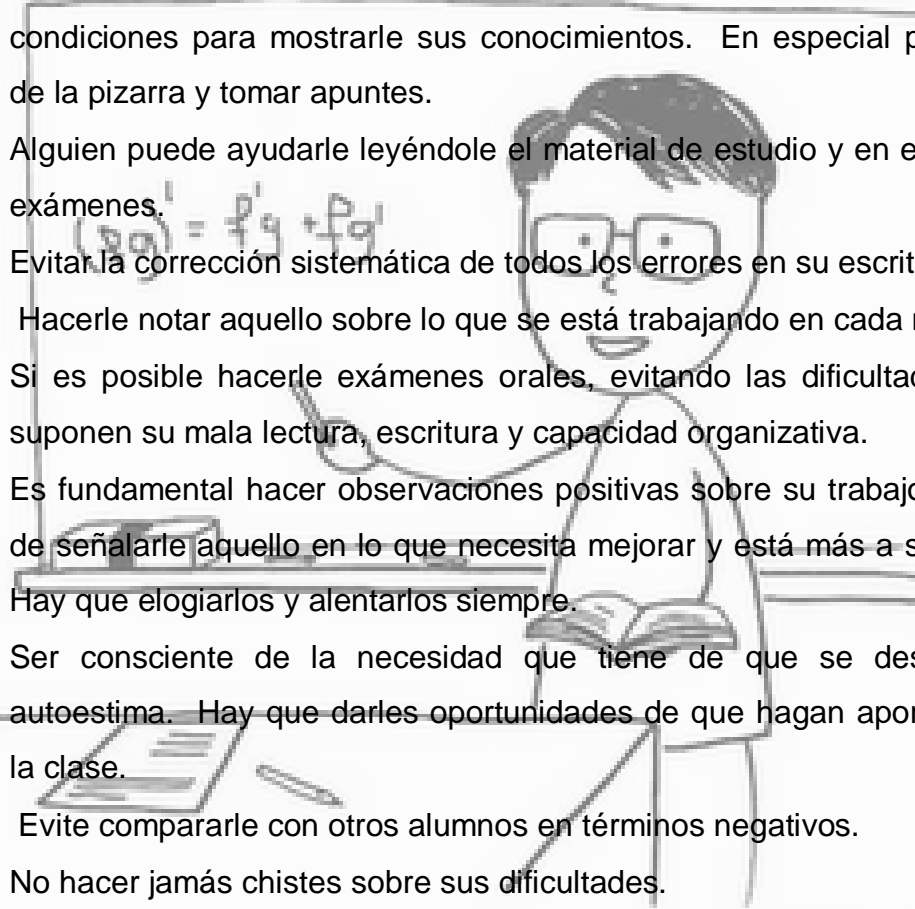 condiciones para mostrarle sus conocimientos. En especial p
de la pizarra y tomar apuntes.
Alguien puede ayudarle leyéndole el material de estudio y en e
exámenes.
(fg)' = f'g + fg'
Evitar la corrección sistemática de todos los errores en su escrit
Hacerle notar aquello sobre lo que se está trabajando en cada
Si es posible hacerle exámenes orales, evitando las dificultad
suponen su mala lectura, escritura y capacidad organizativa.
Es fundamental hacer observaciones positivas sobre su trabajo
de señalarle aquello en lo que necesita mejorar y está más a s
Hay que elogiarlos y alentarlos siempre.
Ser consciente de la necesidad que tiene de que se des
autoestima. Hay que darles oportunidades de que hagan apor
la clase.
Evite compararle con otros alumnos en términos negativos.
No hacer jamás chistes sobre sus dificultades.